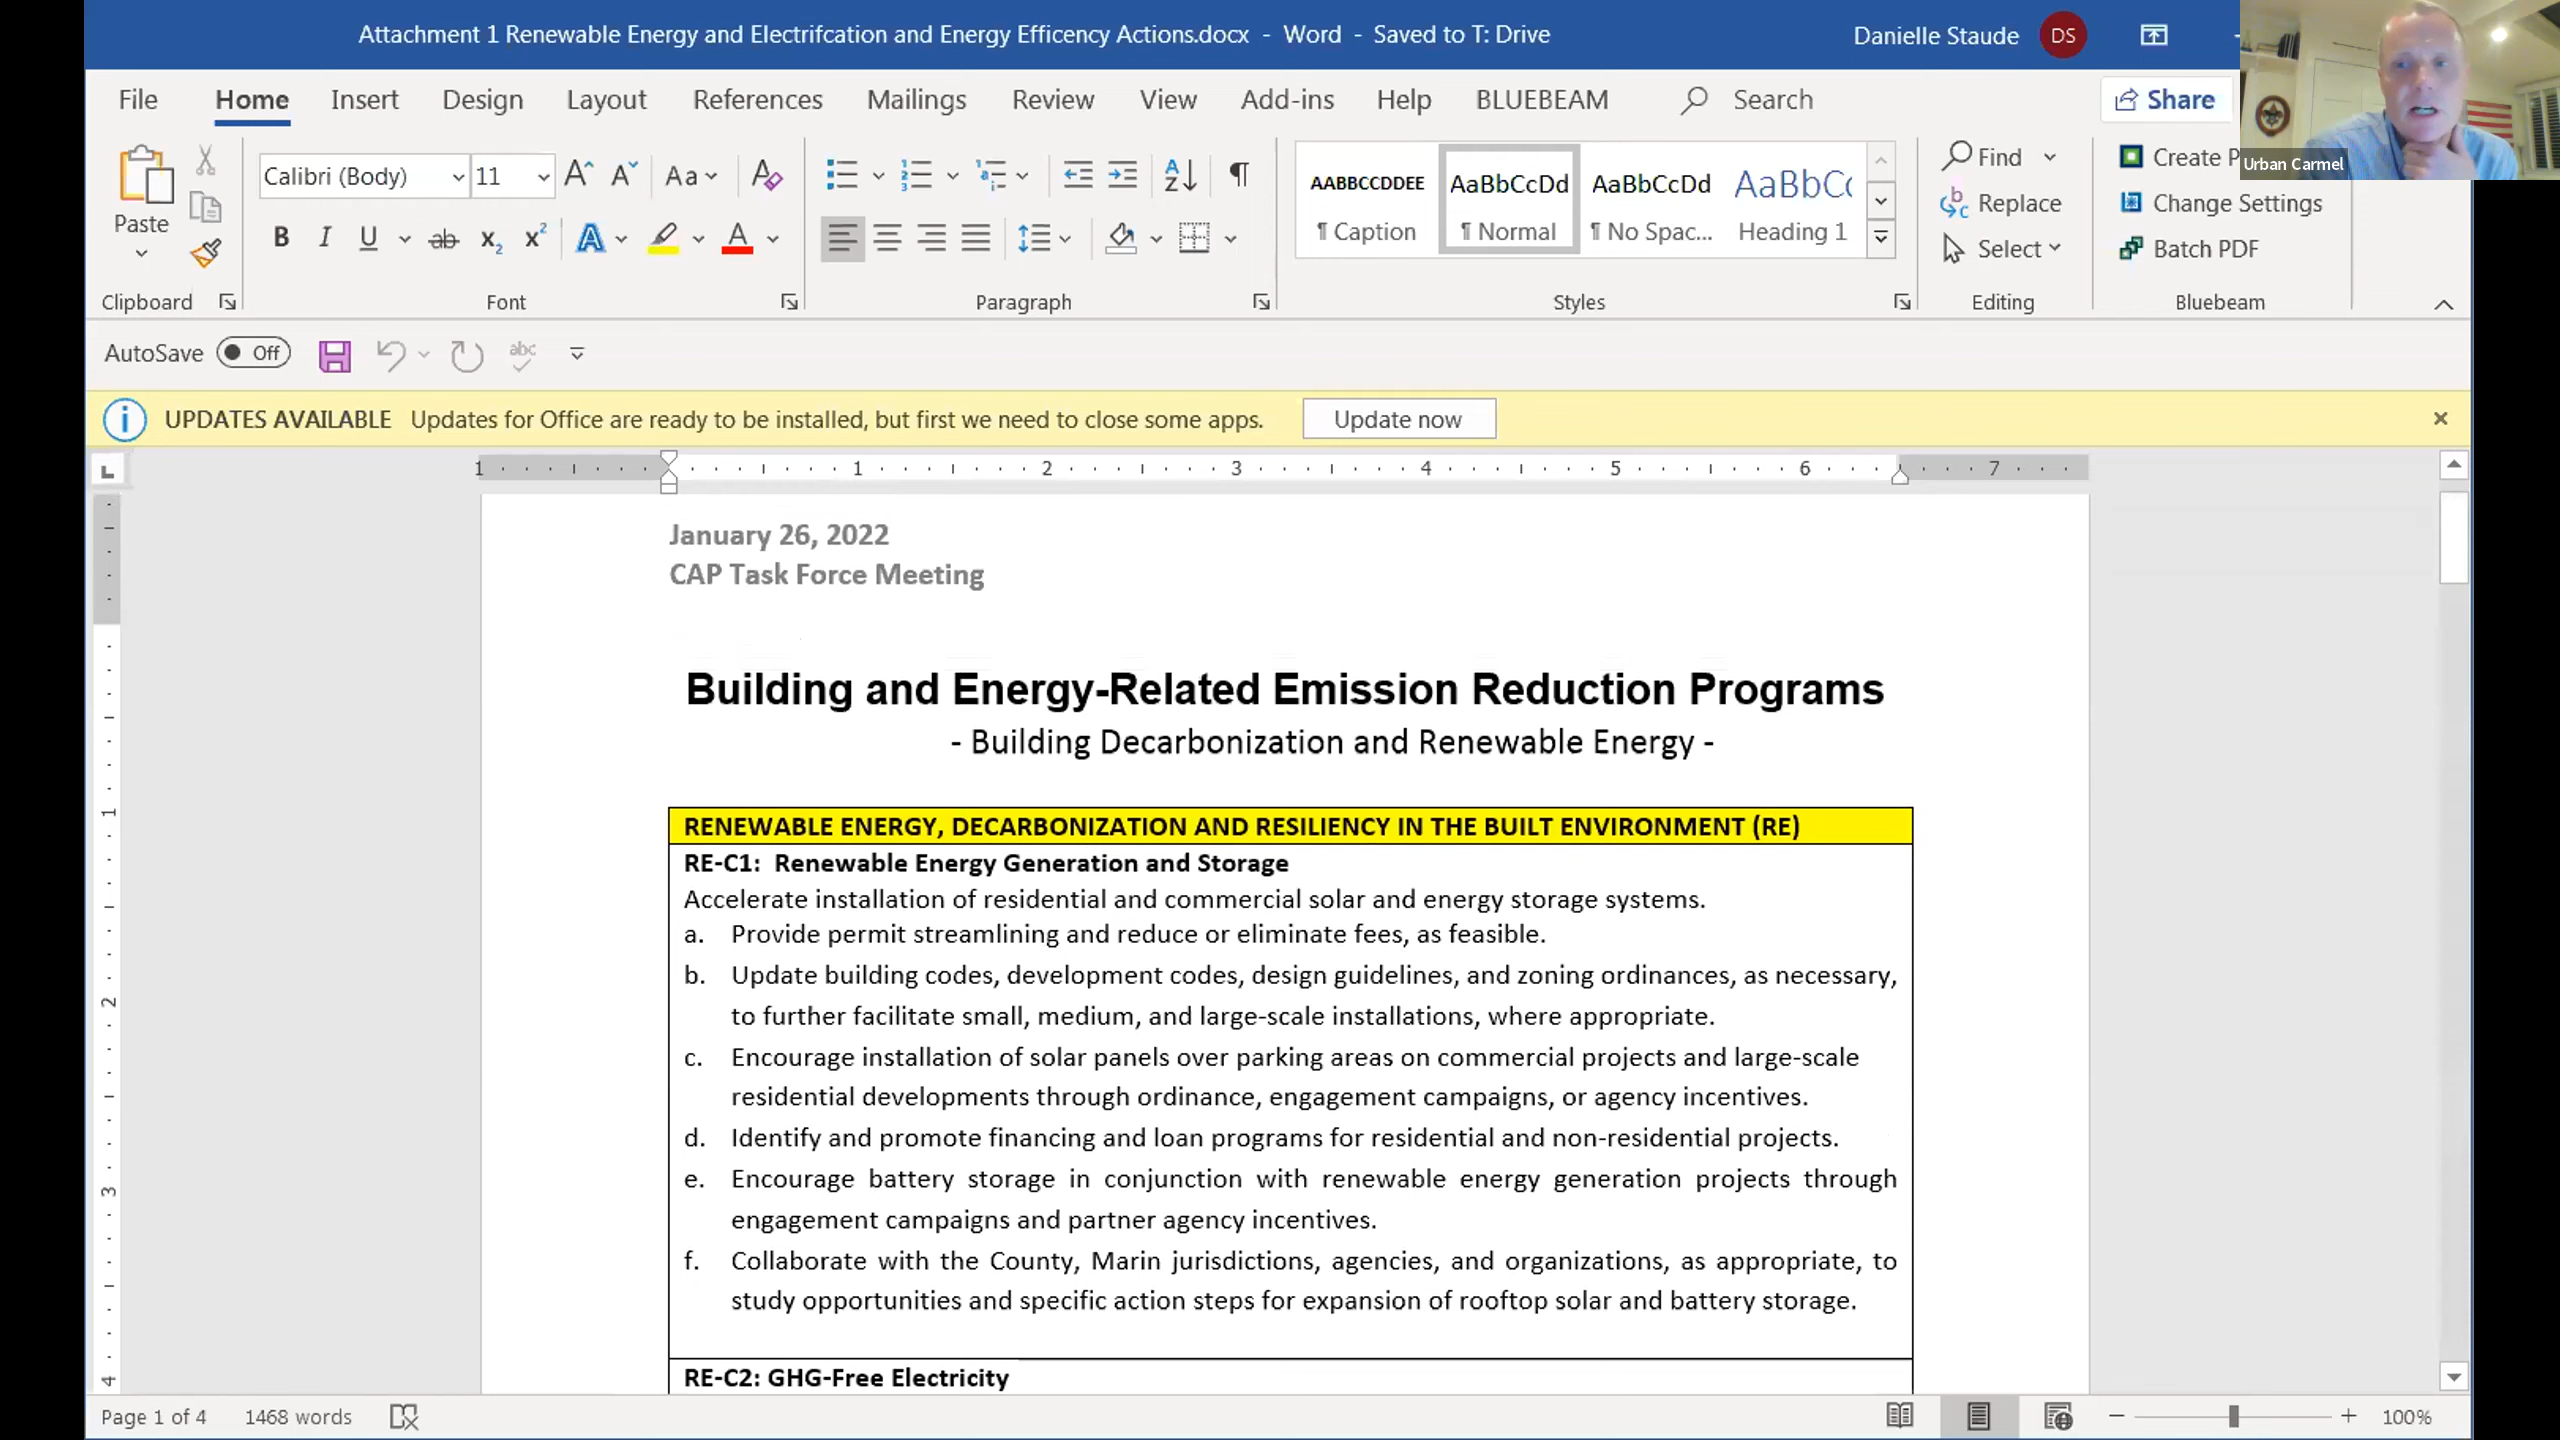 Attachment 1 Renewable Energy and Electrifcation and Energy Efficency Actions.docx - Word - Saved to T: Drive
Danielle Staude DS
File Home Insert Design Layout References Mailings Review View Add-ins Help BLUEBEAM Search Share
Urban Carmel
Paste
Calibri (Body) 11 Aa
AABBCCDDEE AaBbCcDd AaBbCcDd AaBbC
¶ Caption ¶ Normal ¶ No Spac... Heading 1
Find
Replace
Select
Create P
Change Settings
Batch PDF
Clipboard Font Paragraph Styles Editing Bluebeam
AutoSave Off
UPDATES AVAILABLE Updates for Office are ready to be installed, but first we need to close some apps. Update now
1 1 2 3 4 5 6 7
January 26, 2022
CAP Task Force Meeting
Building and Energy-Related Emission Reduction Programs
- Building Decarbonization and Renewable Energy -
RENEWABLE ENERGY, DECARBONIZATION AND RESILIENCY IN THE BUILT ENVIRONMENT (RE)
RE-C1: Renewable Energy Generation and Storage
Accelerate installation of residential and commercial solar and energy storage systems.
a. Provide permit streamlining and reduce or eliminate fees, as feasible.
b. Update building codes, development codes, design guidelines, and zoning ordinances, as necessary,
to further facilitate small, medium, and large-scale installations, where appropriate.
c. Encourage installation of solar panels over parking areas on commercial projects and large-scale
residential developments through ordinance, engagement campaigns, or agency incentives.
d. Identify and promote financing and loan programs for residential and non-residential projects.
e. Encourage battery storage in conjunction with renewable energy generation projects through
engagement campaigns and partner agency incentives.
f. Collaborate with the County, Marin jurisdictions, agencies, and organizations, as appropriate, to
study opportunities and specific action steps for expansion of rooftop solar and battery storage.
RE-C2: GHG-Free Electricity
1
2
3
4
Page 1 of 4 1468 words 100%